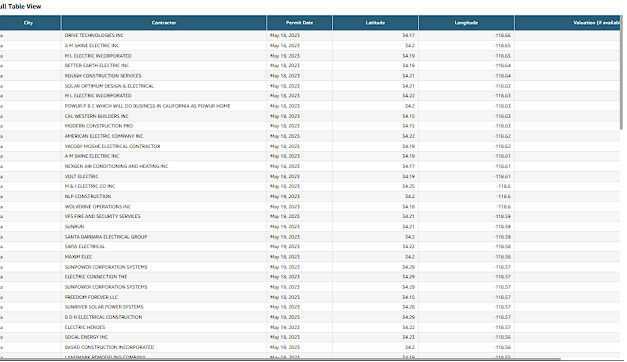 ull Table View
City Contractor Permit Date Latitude Longitude Valuation (if availab
a DRIVE TECHNOLOGIES INC May 18, 2023 34.17 -118.66
a A M SHINE ELECTRIC INC May 18, 2023 34.2 -118.65
a M L ELECTRIC INCORPORATED May 18, 2023 34.19 -118.65
a BETTER EARTH ELECTRIC INC May 18, 2023 34.19 -118.64
a ROUGH CONSTRUCTION SERVICES May 18, 2023 34.21 -118.64
a SOLAR OPTIMUM DESIGN & ELECTRICAL May 18, 2023 34.21 -118.63
a M L ELECTRIC INCORPORATED May 18, 2023 34.22 -118.63
a POWUR P B C WHICH WILL DO BUSINESS IN CALIFORNIA AS POWUR HOME May 18, 2023 34.2 -118.63
a CAL WESTERN BUILDERS INC May 19, 2023 34.15 -118.63
a MODERN CONSTRUCTION PRO May 19, 2023 34.15 -118.63
a AMERICAN ELECTRIC COMPANY INC May 18, 2023 34.22 -118.62
a YACOBY MOSHE ELECTRICAL CONTRACTOR May 19, 2023 34.19 -118.62
a A M SHINE ELECTRIC INC May 18, 2023 34.19 -118.61
a NEXGEN AIR CONDITIONING AND HEATING INC May 18, 2023 34.17 -118.61
a VOLT ELECTRIC May 18, 2023 34.19 -118.61
a M & I ELECTRIC CO INC May 18, 2023 34.25 -118.6
a NLP CONSTRUCTION May 19, 2023 34.2 -118.6
a WOLVERINE OPERATIONS INC May 19, 2023 34.18 -118.6
a VFS FIRE AND SECURITY SERVICES May 19, 2023 34.21 -118.59
a SUNRUN May 19, 2023 34.21 -118.59
a SANTA BARBARA ELECTRICAL GROUP May 19, 2023 34.2 -118.58
a SWISS ELECTRICAL May 18, 2023 34.22 -118.58
a MAXIM ELEC May 18, 2023 34.2 -118.58
a SUNPOWER CORPORATION SYSTEMS May 19, 2023 34.29 -118.57
a ELECTRIC CONNECTION THE May 19, 2023 34.29 -118.57
a SUNPOWER CORPORATION SYSTEMS May 19, 2023 34.29 -118.57
a FREEDOM FOREVER LLC May 18, 2023 34.15 -118.57
a SUNRIVER SOLAR POWER SYSTEMS May 18, 2023 34.28 -118.57
a B D H ELECTRICAL CONSTRUCTION May 19, 2023 34.29 -118.57
a ELECTRIC HEROES May 19, 2023 34.22 -118.57
a SOCAL ENERGY INC May 18, 2023 34.23 -118.56
a BASAD CONSTRUCTION INCORPORATED May 19, 2023 34.2 -118.56
a LANDMARK REMODELING COMPANY May 18, 2023 34.19 -118.55